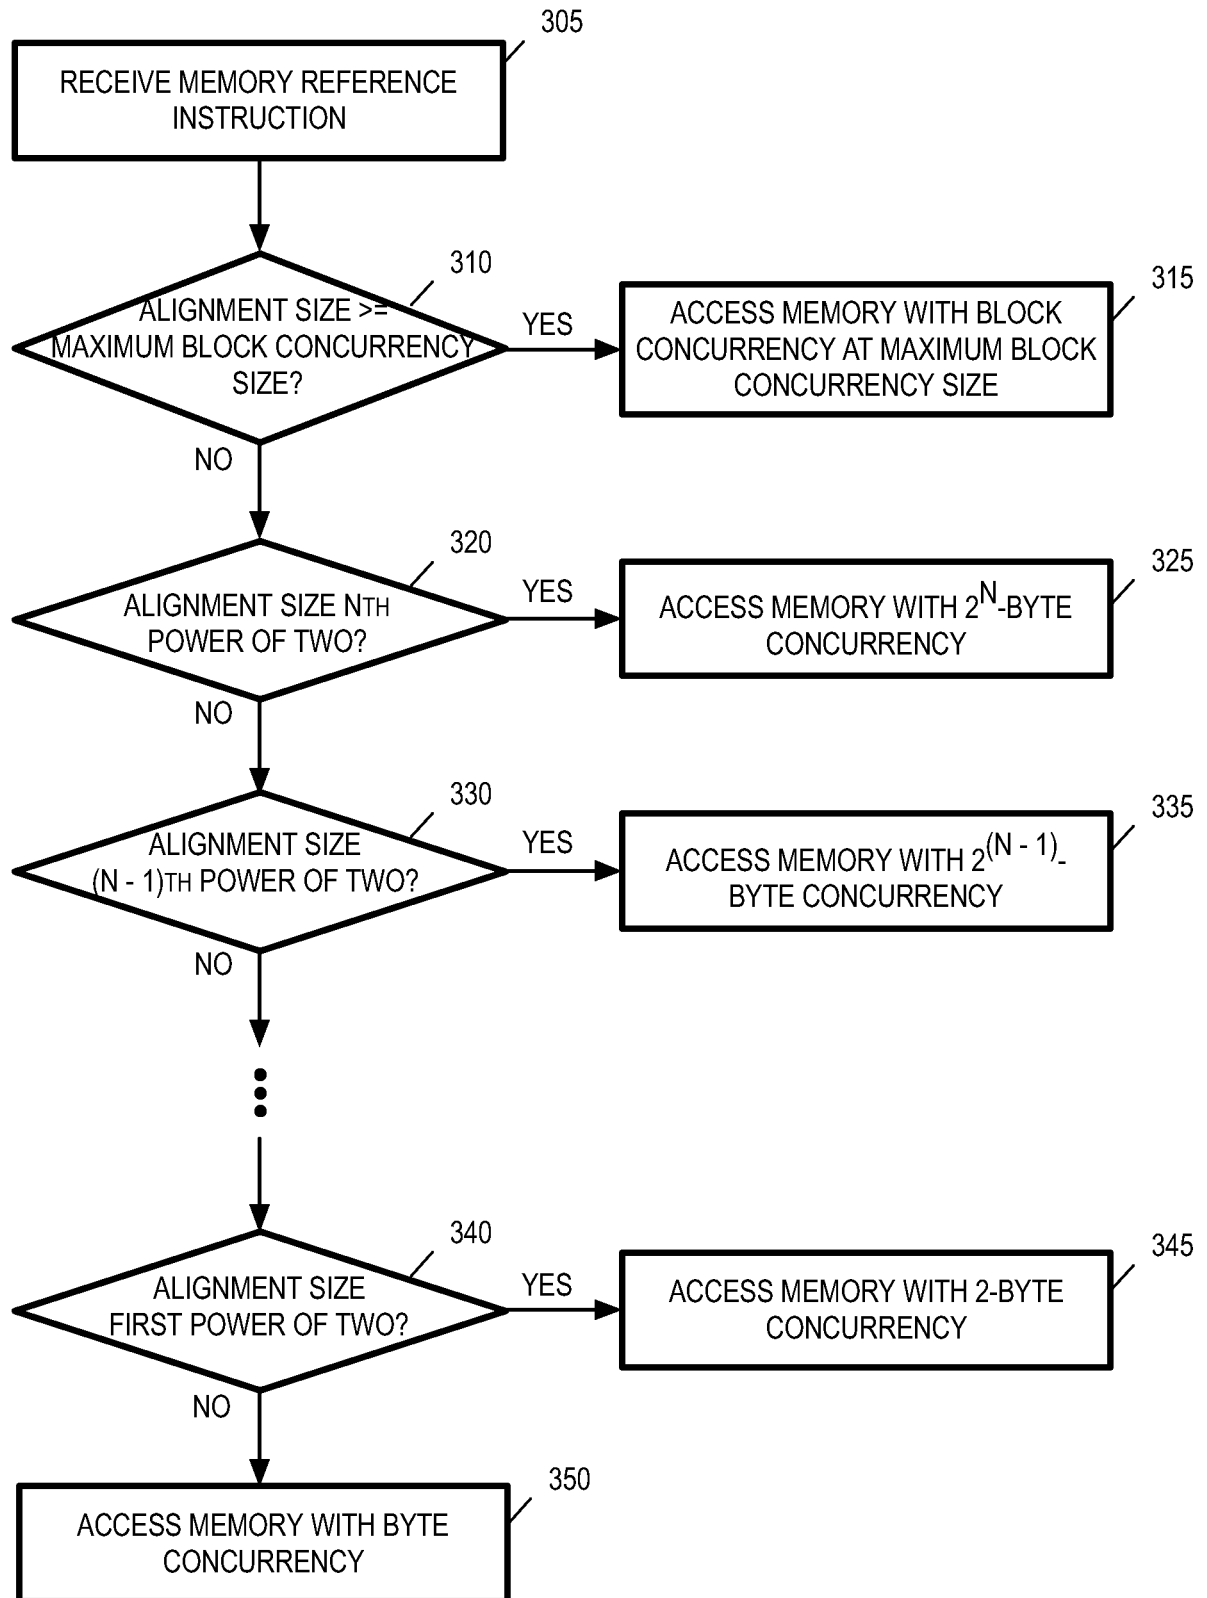 305
RECEIVE MEMORY REFERENCE
INSTRUCTION
310
ALIGNMENT SIZE >=
MAXIMUM BLOCK CONCURRENCY
SIZE?
YES
315
ACCESS MEMORY WITH BLOCK
CONCURRENCY AT MAXIMUM BLOCK
CONCURRENCY SIZE
NO
320
ALIGNMENT SIZE NTH
POWER OF TWO?
YES
325
ACCESS MEMORY WITH 2^N-BYTE
CONCURRENCY
NO
330
ALIGNMENT SIZE
(N - 1)TH POWER OF TWO?
YES
335
ACCESS MEMORY WITH 2^(N - 1)-
BYTE CONCURRENCY
NO
340
ALIGNMENT SIZE
FIRST POWER OF TWO?
YES
345
ACCESS MEMORY WITH 2-BYTE
CONCURRENCY
NO
350
ACCESS MEMORY WITH BYTE
CONCURRENCY